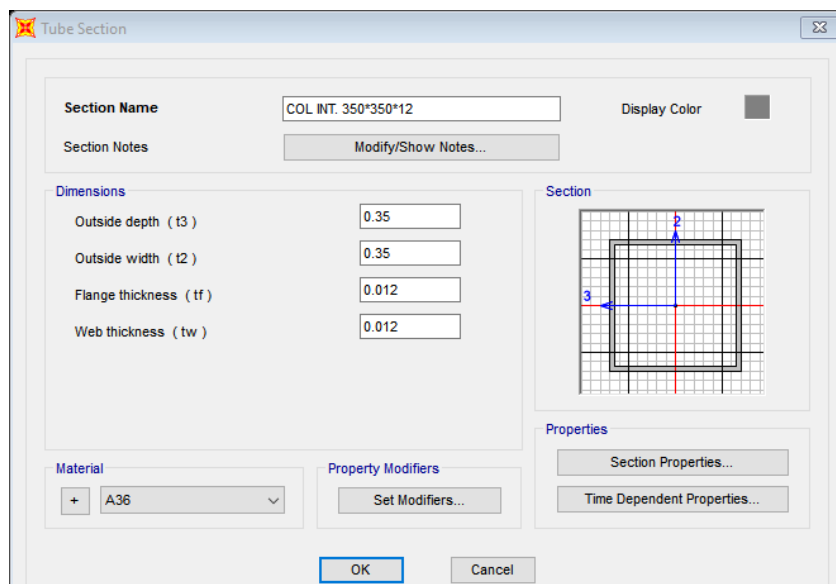 Tube Section
Section Name
COL INT. 350*350*12
Display Color
Section Notes
Modify/Show Notes...
Dimensions
Outside depth ( t3 )
0.35
Outside width ( t2 )
0.35
Flange thickness ( tf )
0.012
Web thickness ( tw )
0.012
Section
2
3
Properties
Section Properties...
Time Dependent Properties...
Material
+
A36
Property Modifiers
Set Modifiers...
OK
Cancel